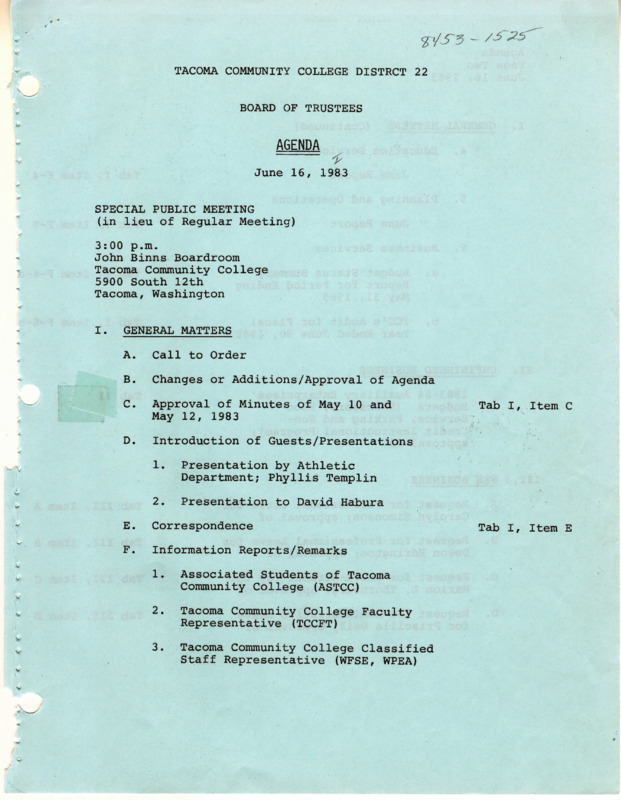 8453-1525
TACOMA COMMUNITY COLLEGE DISTRCT 22
BOARD OF TRUSTEES
AGENDA
June 16, 1983
SPECIAL PUBLIC MEETING
(in lieu of Regular Meeting)
3:00 p.m.
John Binns Boardroom
Tacoma Community College
5900 South 12th
Tacoma, Washington
I. GENERAL MATTERS
A. Call to Order
B. Changes or Additions/Approval of Agenda
C. Approval of Minutes of May 10 and Tab I, Item C
May 12, 1983
D. Introduction of Guests/Presentations
1. Presentation by Athletic
Department; Phyllis Templin
2. Presentation to David Habura
E. Correspondence Tab I, Item E
F. Information Reports/Remarks
1. Associated Students of Tacoma
Community College (ASTCC)
2. Tacoma Community College Faculty
Representative (TCCFT)
3. Tacoma Community College Classified
Staff Representative (WFSE, WPEA)